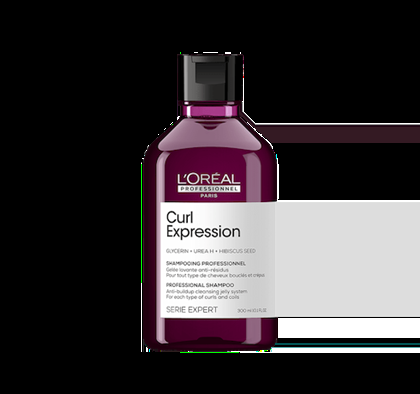 L'ORÉAL
PROFESSIONNEL
PARIS
Curl
Expression
GLYCERIN + UREA H + HIBISCUS SEED
SHAMPOOING PROFESSIONNEL
Gelée lavante anti-résidus
Pour tout type de cheveux bouclés et crépus
PROFESSIONAL SHAMPOO
Anti-buildup cleansing jelly system
For each type of curls and coils
SERIE EXPERT
300 ml